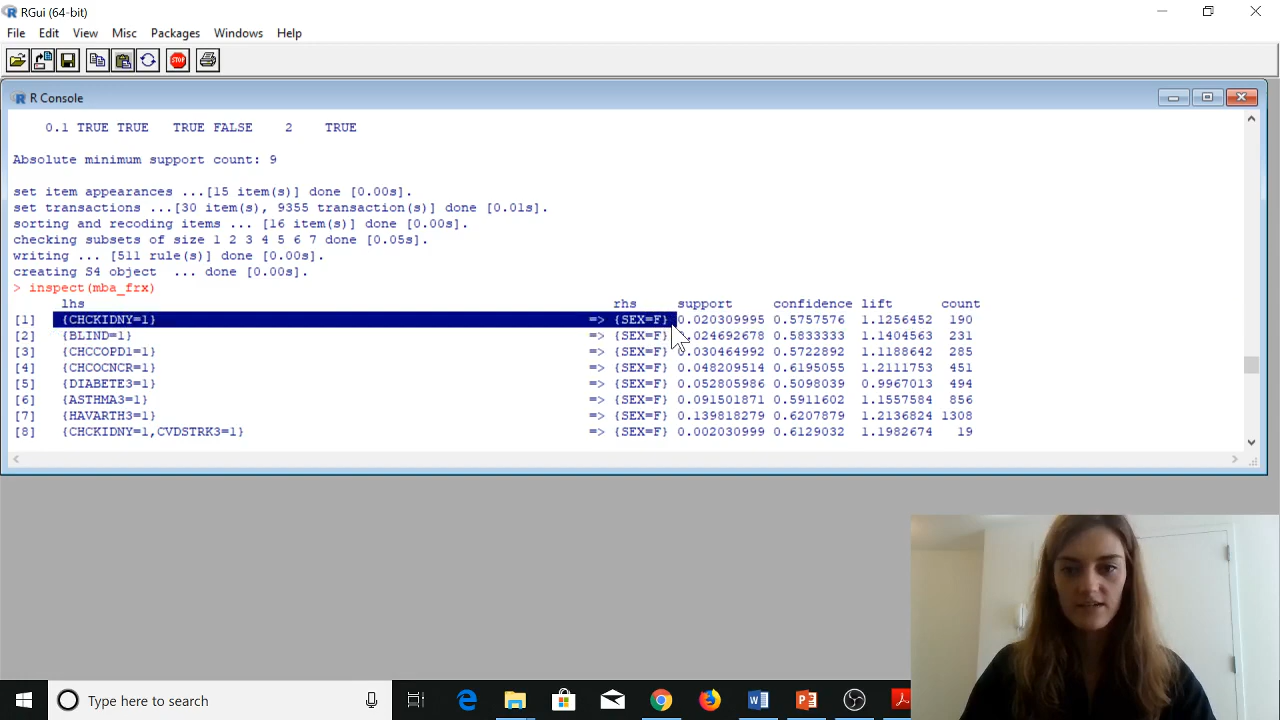 RGui (64-bit)
File Edit View Misc Packages Windows Help
STOP
R Console
0.1 TRUE TRUE TRUE FALSE 2 TRUE
Absolute minimum support count: 9
set item appearances ...[15 item(s)] done [0.00s].
set transactions ...[30 item(s), 9355 transaction(s)] done [0.01s].
sorting and recoding items ... [16 item(s)] done [0.00s].
checking subsets of size 1 2 3 4 5 6 7 done [0.05s].
writing ... [511 rule(s)] done [0.00s].
creating S4 object ... done [0.00s].
> inspect(mba_frx)
lhs rhs support confidence lift count
[1] {CHCKIDNY=1} => {SEX=F} 0.020309995 0.5757576 1.1256452 190
[2] {BLIND=1} => {SEX=F} 0.024692678 0.5833333 1.1404563 231
[3] {CHCCOPD1=1} => {SEX=F} 0.030464992 0.5722892 1.1188642 285
[4] {CHCOCNCR=1} => {SEX=F} 0.048209514 0.6195055 1.2111753 451
[5] {DIABETE3=1} => {SEX=F} 0.052805986 0.5098039 0.9967013 494
[6] {ASTHMA3=1} => {SEX=F} 0.091501871 0.5911602 1.1557584 856
[7] {HAVARTH3=1} => {SEX=F} 0.139818279 0.6207879 1.2136824 1308
[8] {CHCKIDNY=1,CVDSTRK3=1} => {SEX=F} 0.002030999 0.6129032 1.1982674 19
Type here to search